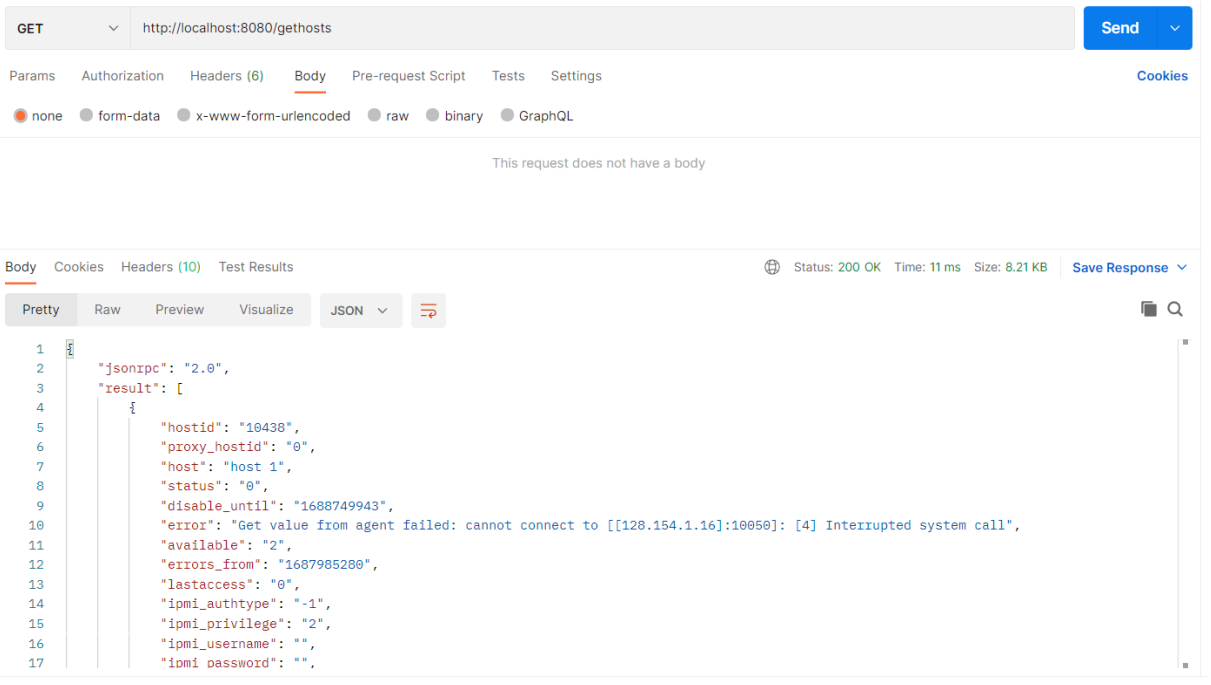 GET http://localhost:8080/gethosts Send
Params Authorization Headers (6) Body Pre-request Script Tests Settings Cookies
none form-data x-www-form-urlencoded raw binary GraphQL
This request does not have a body
Body Cookies Headers (10) Test Results Status: 200 OK Time: 11 ms Size: 8.21 KB Save Response
Pretty Raw Preview Visualize JSON
1 {
2 "jsonrpc": "2.0",
3 "result": [
4 {
5 "hostid": "10438",
6 "proxy_hostid": "0",
7 "host": "host 1",
8 "status": "0",
9 "disable_until": "1688749943",
10 "error": "Get value from agent failed: cannot connect to [[128.154.1.16]:10050]: [4] Interrupted system call",
11 "available": "2",
12 "errors_from": "1687985280",
13 "lastaccess": "0",
14 "ipmi_authtype": "-1",
15 "ipmi_privilege": "2",
16 "ipmi_username": "",
17 "ipmi_password": "",